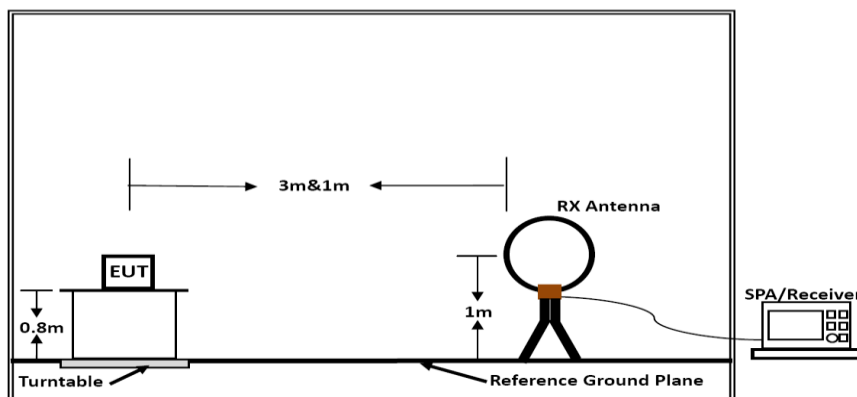 3m&1m
RX Antenna
EUT
SPA/Receiver
0.8m
1m
Turntable
Reference Ground Plane